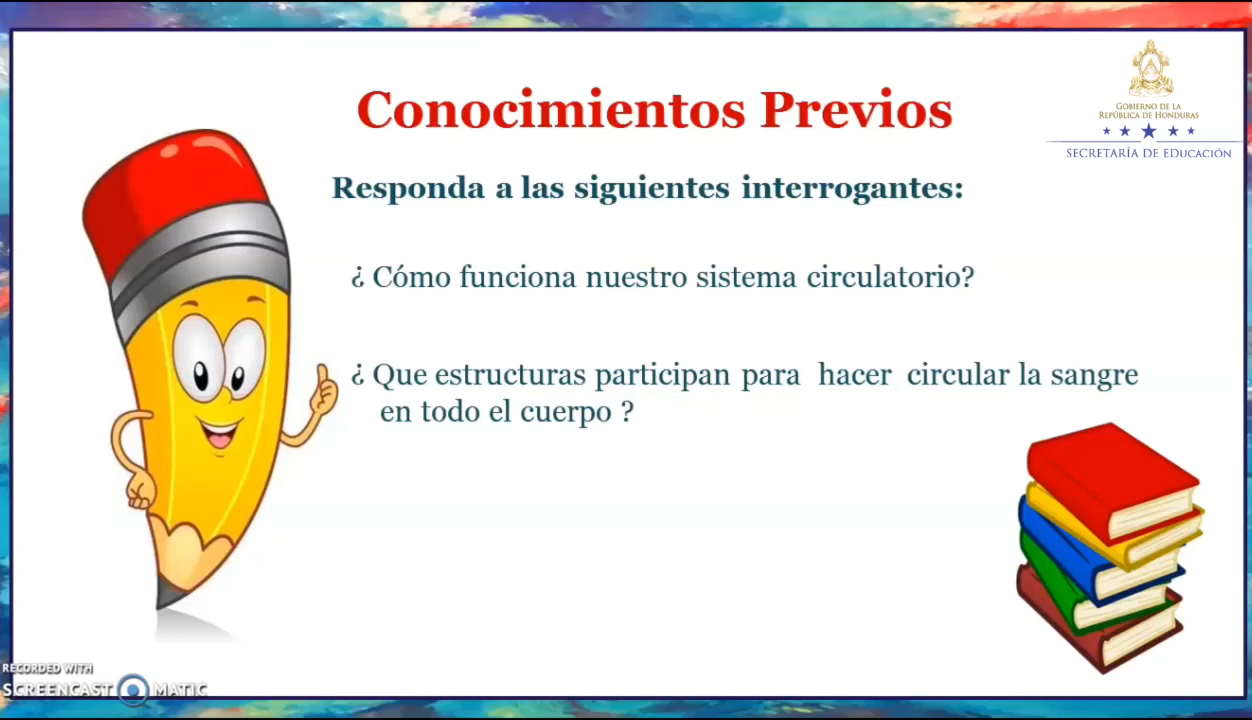 Conocimientos Previos
GOBIERNO DE LA
REPÚBLICA DE HONDURAS
SECRETARÍA DE EDUCACIÓN
Responda a las siguientes interrogantes:
¿ Cómo funciona nuestro sistema circulatorio?
¿ Que estructuras participan para hacer circular la sangre
en todo el cuerpo ?
RECORDED WITH
SCREENCAST MATIC